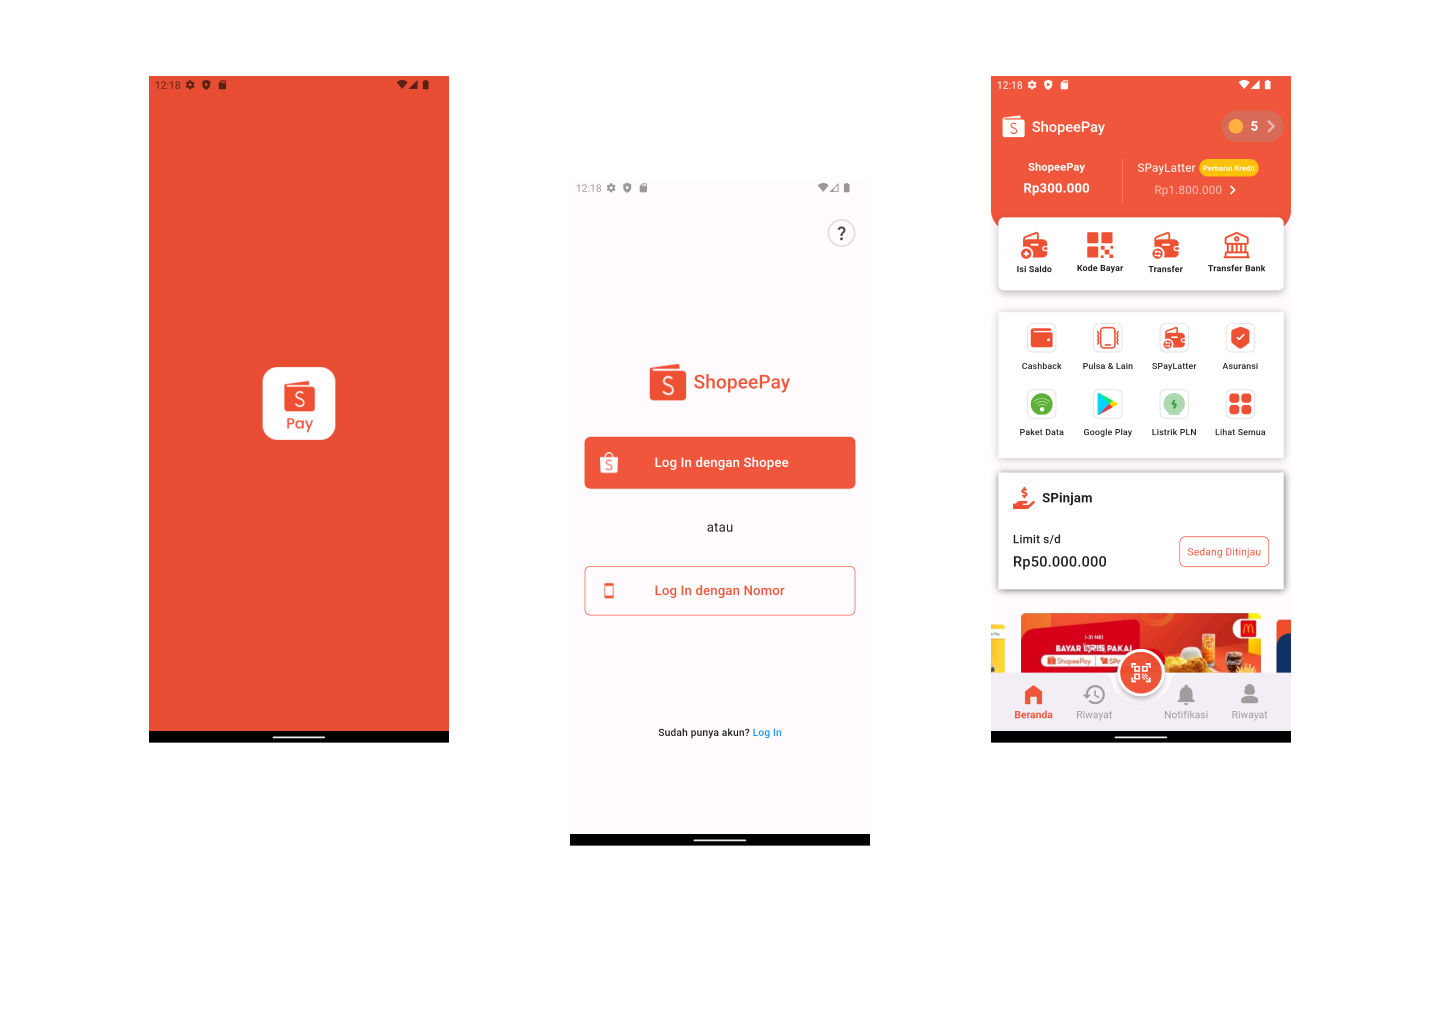 12:18
S
Pay
12:18
?
S
ShopeePay
S
Log In dengan Shopee
atau
Log In dengan Nomor
Sudah punya akun? Log In
12:18
S
ShopeePay
5
ShopeePay
Rp300.000
SPayLatter
Perbarui Kredit
Rp1.800.000
Isi Saldo
Kode Bayar
Transfer
Transfer Bank
Cashback
Pulsa & Lain
SPayLatter
Asuransi
Paket Data
Google Play
Listrik PLN
Lihat Semua
SPinjam
Limit s/d
Rp50.000.000
Sedang Ditinjau
1-31 MEI
BAYAR QRIS PAKAI
ShopeePay
Beranda
Riwayat
Notifikasi
Riwayat